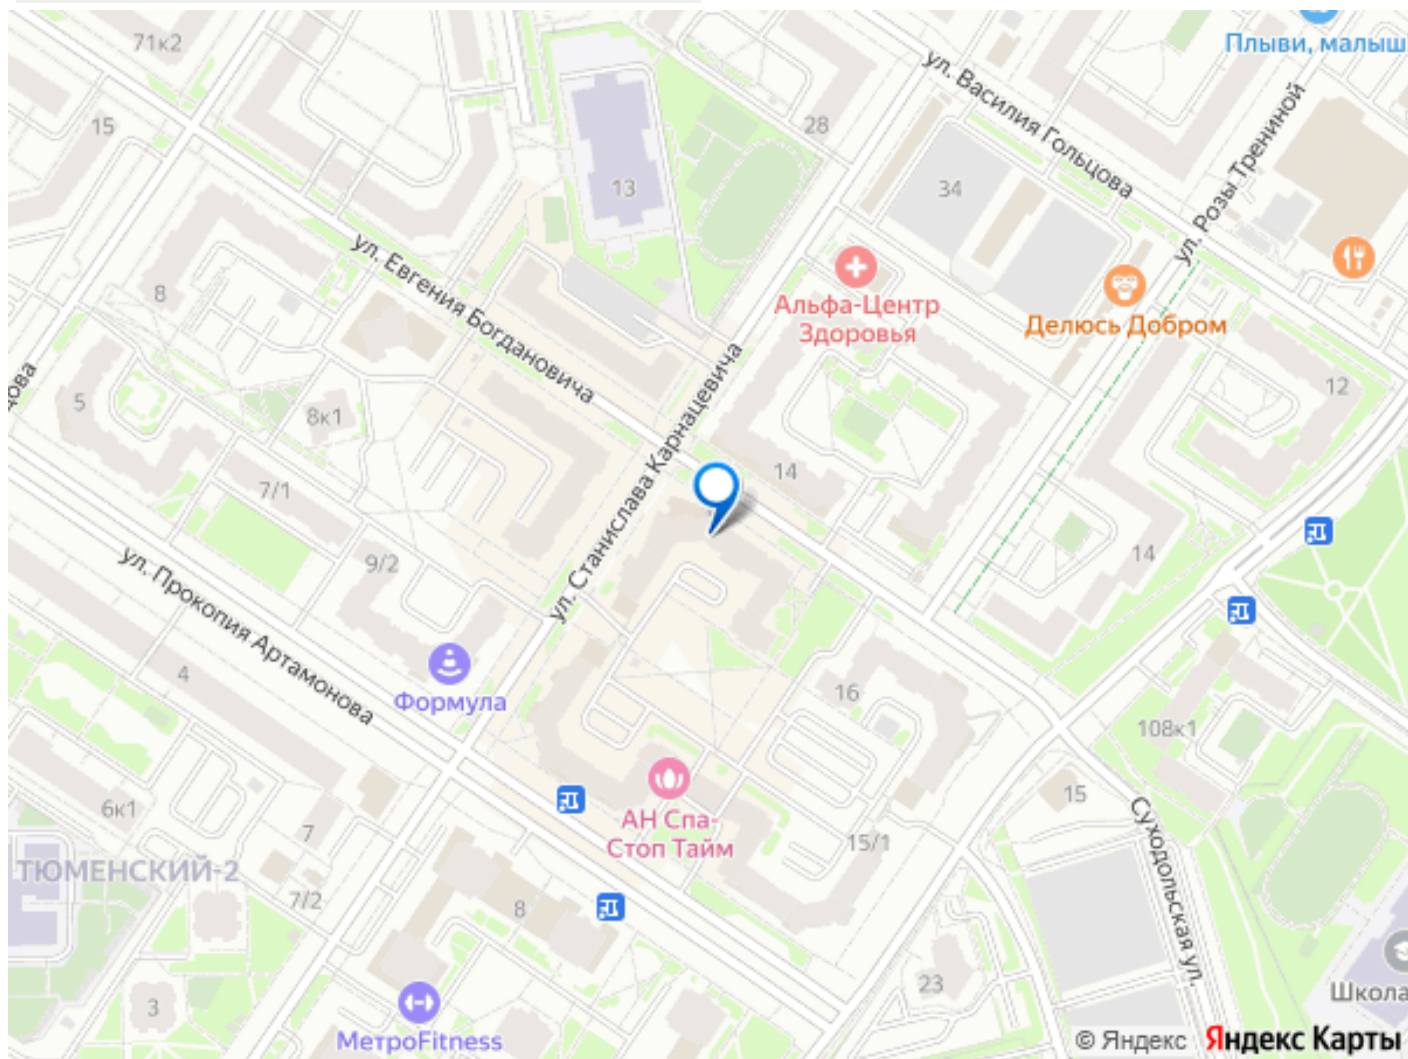 71к2
Плыви, малыш
ул. Василия Гольцова
15
28
ул. Розы Трениной
13
34
ул. Евгения Богдановича
8
Альфа-Центр
Здоровья
Делюсь Добром
12
5
8к1
ул. Станислава Карнацевича
14
7/1
9/2
14
ул. Прокопия Артамонова
4
Формула
16
108к1
АН Спа-
Стоп Тайм
15
6к1
7
15/1
Суходольская ул.
ТЮМЕНСКИЙ-2
7/2
8
23
3
Школа
МетроFitness
© Яндекс Яндекс Карты